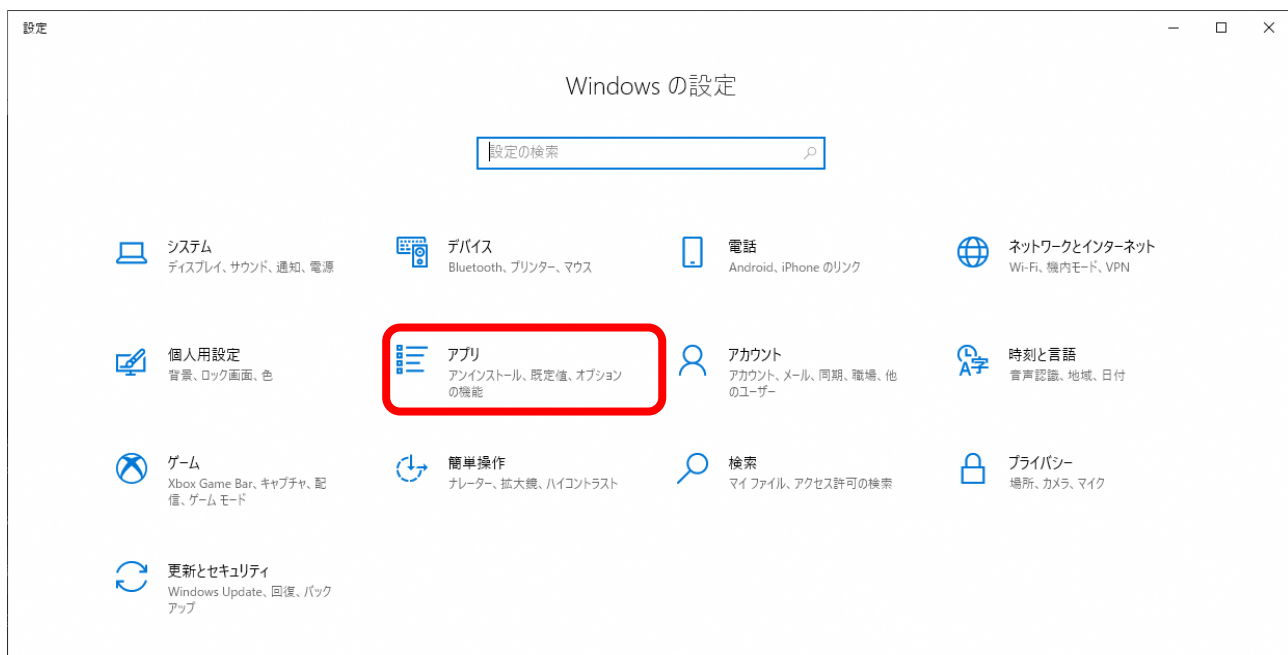 設定
Windows の設定
設定の検索
システム
ディスプレイ、サウンド、通知、電源
デバイス
Bluetooth、プリンター、マウス
電話
Android、iPhone のリンク
ネットワークとインターネット
Wi-Fi、機内モード、VPN
個人用設定
背景、ロック画面、色
アプリ
アンインストール、既定値、オプション
の機能
アカウント
アカウント、メール、同期、職場、他
のユーザー
時刻と言語
音声認識、地域、日付
ゲーム
Xbox Game Bar、キャプチャ、配
信、ゲーム モード
簡単操作
ナレーター、拡大鏡、ハイコントラスト
検索
マイ ファイル、アクセス許可の検索
プライバシー
場所、カメラ、マイク
更新とセキュリティ
Windows Update、回復、バック
アップ